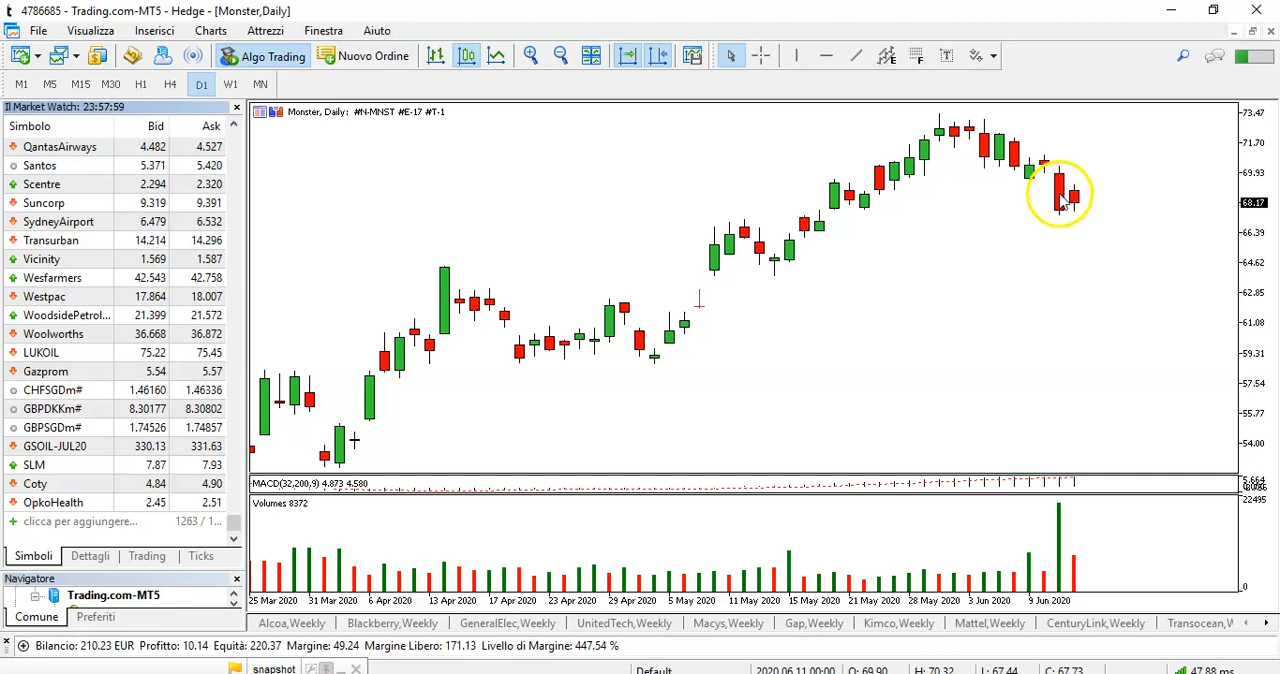 4786685 - Trading.com-MT5 - Hedge - [Monster,Daily]
File Visualizza Inserisci Charts Attrezzi Finestra Aiuto
Algo Trading Nuovo Ordine
M1 M5 M15 M30 H1 H4 D1 W1 MN
Market Watch: 23:57:59
Simbolo Bid Ask
QantasAirways 4.482 4.527
Santos 5.371 5.420
Scentre 2.294 2.320
Suncorp 9.319 9.391
SydneyAirport 6.479 6.532
Transurban 14.214 14.296
Vicinity 1.569 1.587
Wesfarmers 42.543 42.758
Westpac 17.864 18.007
WoodsidePetrol... 21.399 21.572
Woolworths 36.668 36.872
LUKOIL 75.22 75.45
Gazprom 5.54 5.57
CHFSGDm# 1.46160 1.46336
GBPDKKm# 8.30177 8.30802
GBPSGDm# 1.74526 1.74857
GSOIL-JUL20 330.13 331.63
SLM 7.87 7.93
Coty 4.84 4.90
OpkoHealth 2.45 2.51
clicca per aggiungere... 1263 / 1...
Simboli Dettagli Trading Ticks
Navigatore
Trading.com-MT5
Comune Preferiti
Monster, Daily: #N-MNST #E-17 #T-1
73.47
71.70
69.93
68.17
66.39
64.62
62.85
61.08
59.31
57.54
55.77
54.00
MACD(32,200,9) 4.873 4.580
5.664
Volumes 8372
22495
0
25 Mar 2020 31 Mar 2020 6 Apr 2020 13 Apr 2020 17 Apr 2020 23 Apr 2020 29 Apr 2020 5 May 2020 11 May 2020 15 May 2020 21 May 2020 28 May 2020 3 Jun 2020 9 Jun 2020
Alcoa,Weekly Blackberry,Weekly GeneralElec,Weekly UnitedTech,Weekly Macys,Weekly Gap,Weekly Kimco,Weekly Mattel,Weekly CenturyLink,Weekly Transocean,W
Bilancio: 210.23 EUR Profitto: 10.14 Equità: 220.37 Margine: 49.24 Margine Libero: 171.13 Livello di Margine: 447.54 %
snapshot Default 2020.06.11 00:00 O: 69.90 H: 70.32 L: 67.44 C: 67.73 47.88 ms